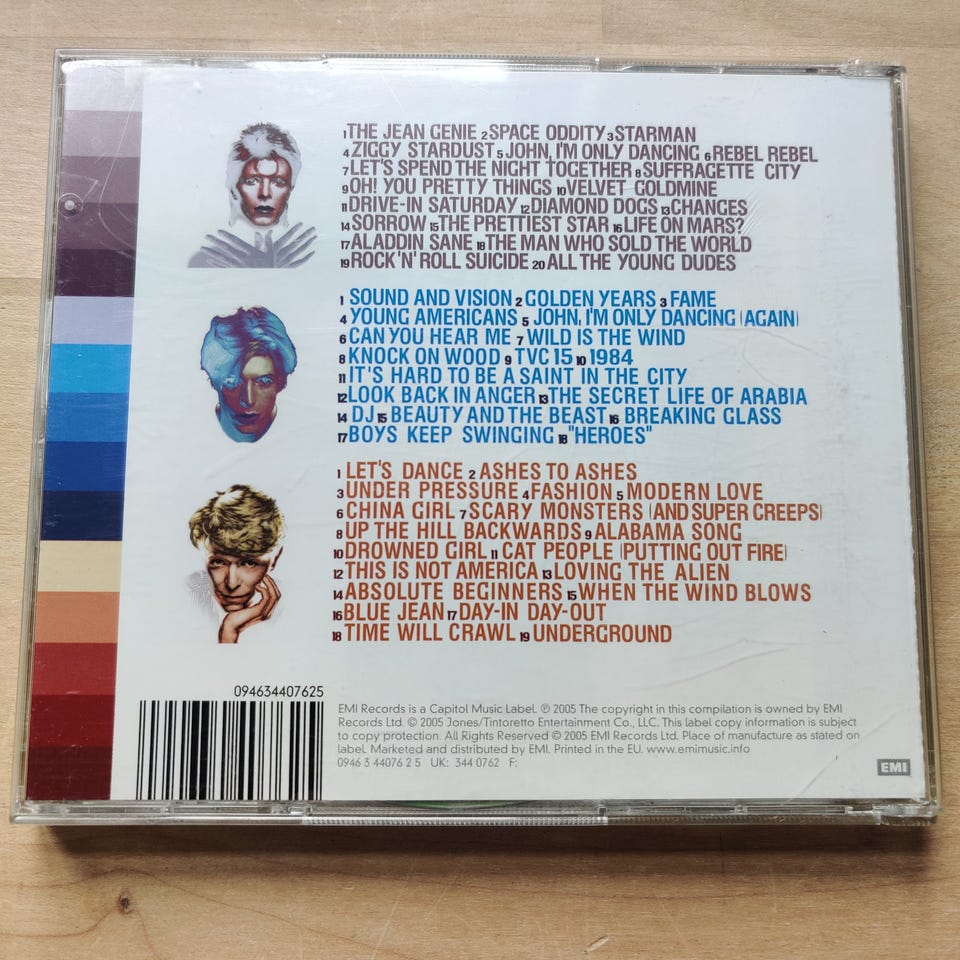 1 THE JEAN GENIE 2 SPACE ODDITY 3 STARMAN
4 ZIGGY STARDUST 5 JOHN, I'M ONLY DANCING 6 REBEL REBEL
7 LET'S SPEND THE NIGHT TOGETHER 8 SUFFRAGETTE CITY
9 OH! YOU PRETTY THINGS 10 VELVET GOLDMINE
11 DRIVE-IN SATURDAY 12 DIAMOND DOGS 13 CHANGES
14 SORROW 15 THE PRETTIEST STAR 16 LIFE ON MARS?
17 ALADDIN SANE 18 THE MAN WHO SOLD THE WORLD
19 ROCK 'N' ROLL SUICIDE 20 ALL THE YOUNG DUDES
1 SOUND AND VISION 2 GOLDEN YEARS 3 FAME
4 YOUNG AMERICANS 5 JOHN, I'M ONLY DANCING (AGAIN)
6 CAN YOU HEAR ME 7 WILD IS THE WIND
8 KNOCK ON WOOD 9 TVC 15 10 1984
11 IT'S HARD TO BE A SAINT IN THE CITY
12 LOOK BACK IN ANGER 13 THE SECRET LIFE OF ARABIA
14 DJ 15 BEAUTY AND THE BEAST 16 BREAKING GLASS
17 BOYS KEEP SWINGING 18 "HEROES"
1 LET'S DANCE 2 ASHES TO ASHES
3 UNDER PRESSURE 4 FASHION 5 MODERN LOVE
6 CHINA GIRL 7 SCARY MONSTERS (AND SUPER CREEPS)
8 UP THE HILL BACKWARDS 9 ALABAMA SONG
10 DROWNED GIRL 11 CAT PEOPLE (PUTTING OUT FIRE)
12 THIS IS NOT AMERICA 13 LOVING THE ALIEN
14 ABSOLUTE BEGINNERS 15 WHEN THE WIND BLOWS
16 BLUE JEAN 17 DAY-IN DAY-OUT
18 TIME WILL CRAWL 19 UNDERGROUND
094634407625
EMI Records is a Capitol Music Label. ℗ 2005 The copyright in this compilation is owned by EMI
Records Ltd. © 2005 Jones/Tintoretto Entertainment Co., LLC. This label copy information is subject
to copy protection. All Rights Reserved © 2005 EMI Records Ltd. Place of manufacture as stated on
label. Marketed and distributed by EMI. Printed in the EU. www.emimusic.info
0946 3 44076 2 5 UK: 344 0762 F:
EMI